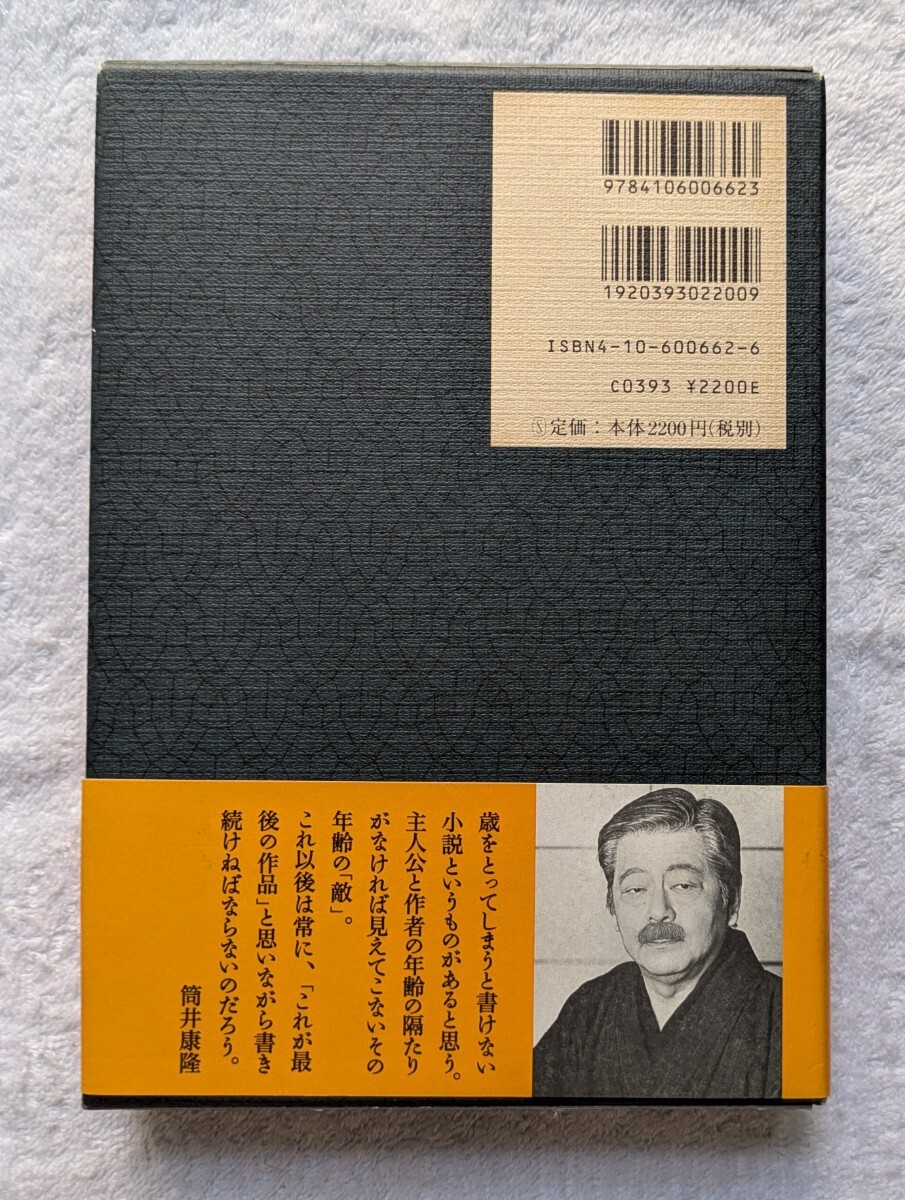 9784106006623
1920393022009
ISBN4-10-600662-6
C0393 ¥2200E
Ⓢ定価：本体2200円(税別)
歳をとってしまうと書けない
小説というものがあると思う。
主人公と作者の年齢の隔たり
がなければ見えてこないその
年齢の「敵」。
これ以後は常に、「これが最
後の作品」と思いながら書き
続けねばならないのだろう。
筒井康隆